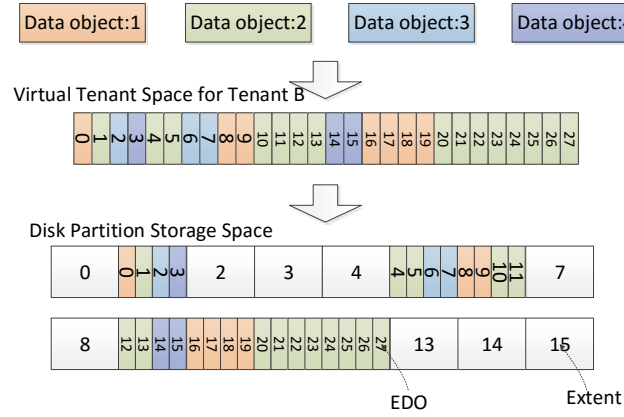 Data object:1 Data object:2 Data object:3 Data object:4
Virtual Tenant Space for Tenant B
0 1 2 3 4 5 6 7 8 9 10 11 12 13 14 15 16 17 18 19 20 21 22 23 24 25 26 27
Disk Partition Storage Space
0 0 1 2 3 2 3 4 4 5 6 7 8 9 10 11 7
8 12 13 14 15 16 17 18 19 20 21 22 23 24 25 26 27 13 14 15
EDO Extent